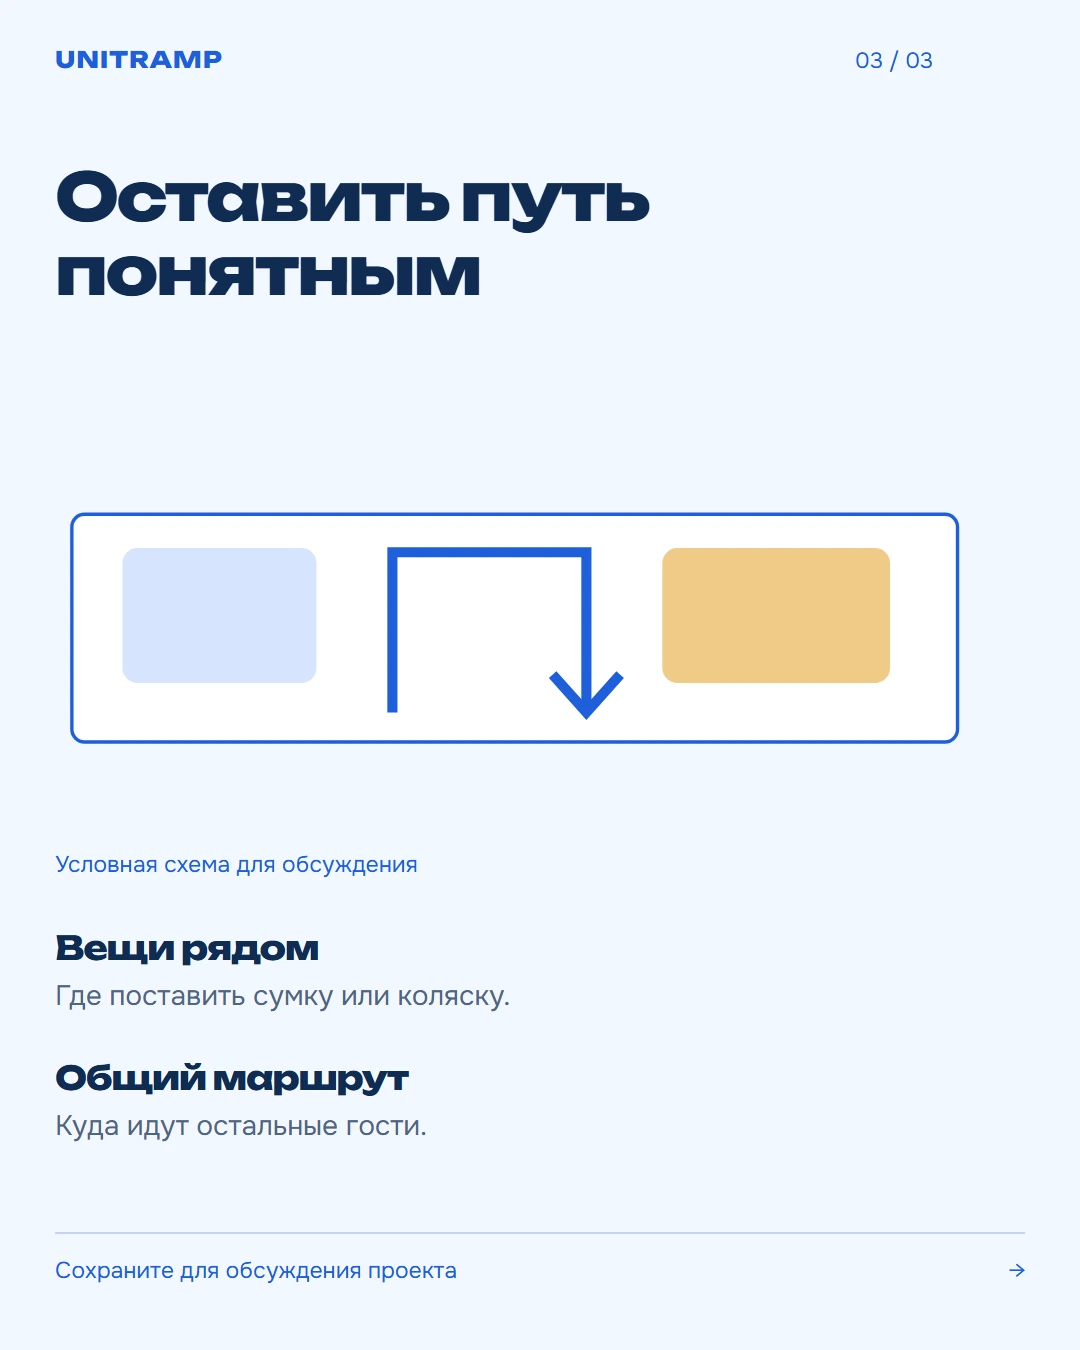 UNITRAMP
03 / 03
Оставить путь
понятным
Условная схема для обсуждения
Вещи рядом
Где поставить сумку или коляску.
Общий маршрут
Куда идут остальные гости.
Сохраните для обсуждения проекта →